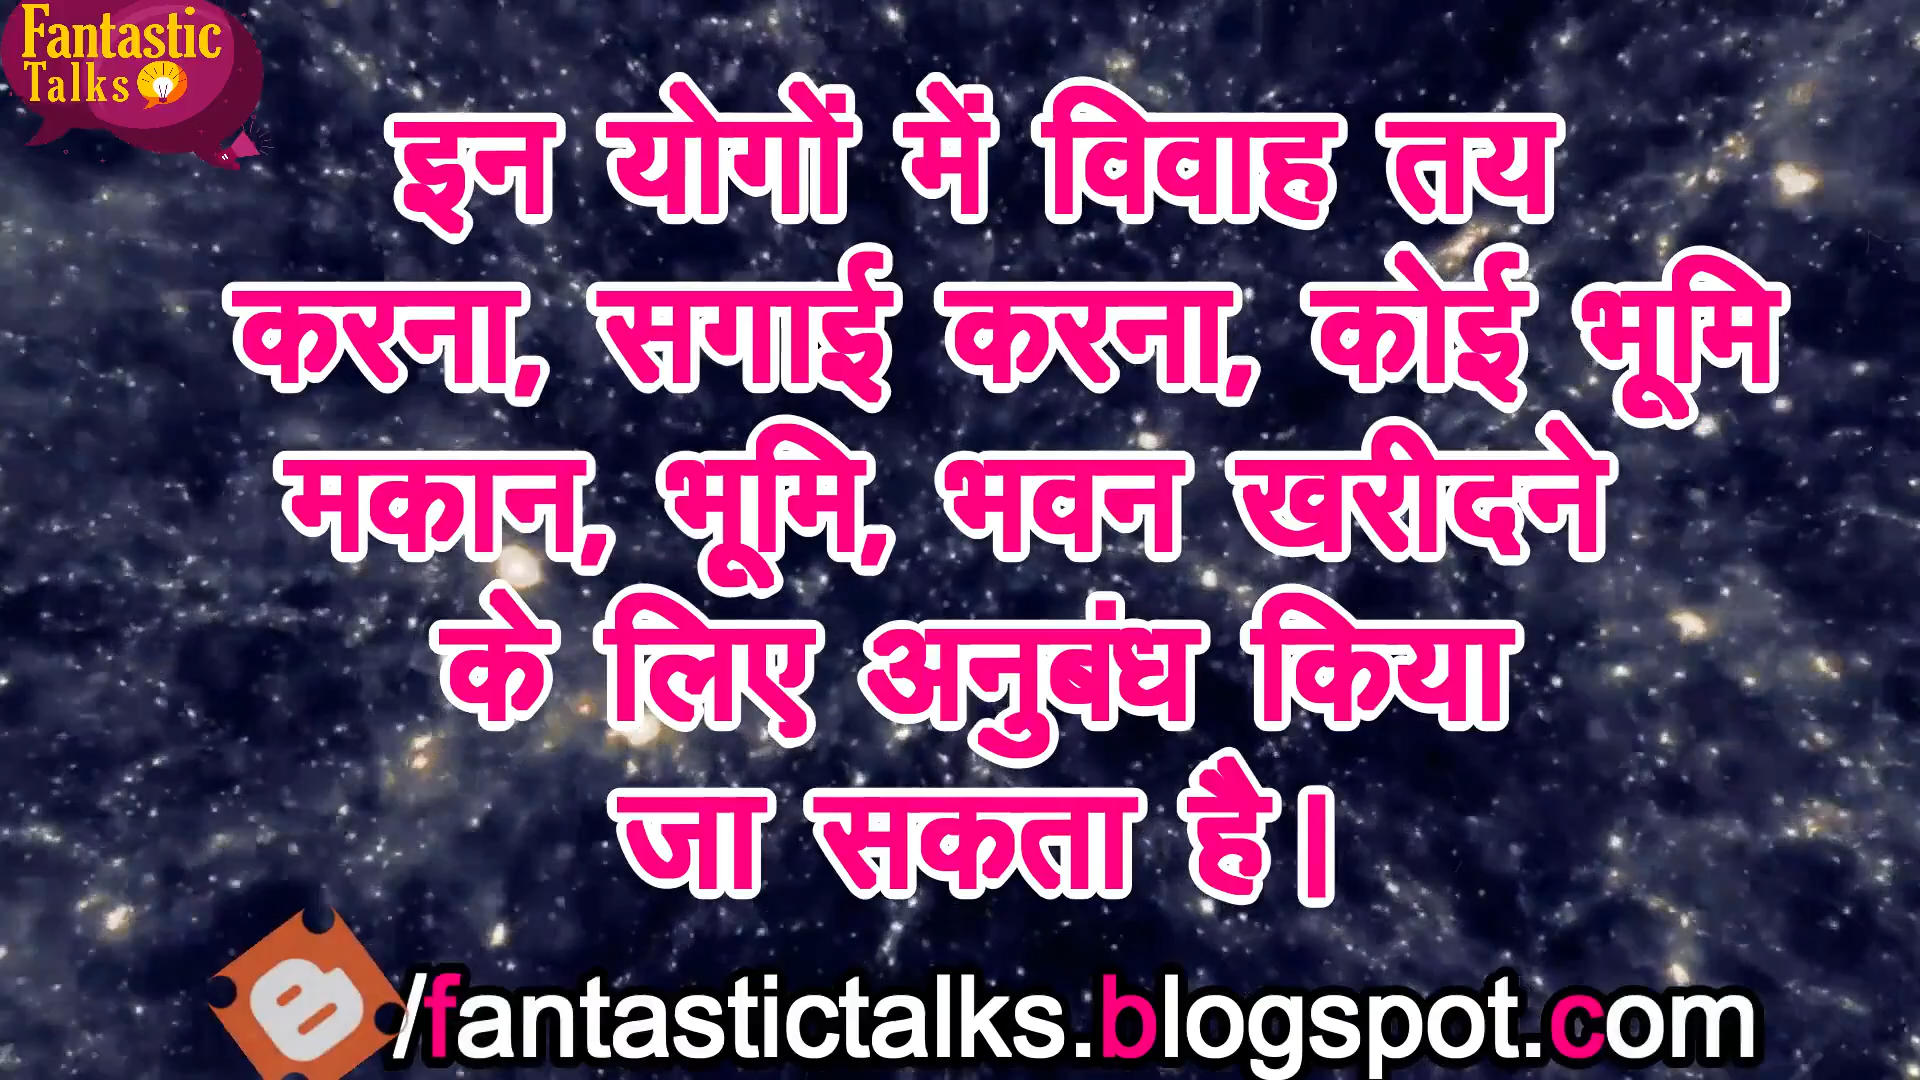 Fantastic
Talks
इन योगों में विवाह तय
करना, सगाई करना, कोई भूमि
मकान, भूमि, भवन खरीदने
के लिए अनुबंध किया
जा सकता है।
/fantastictalks.blogspot.com